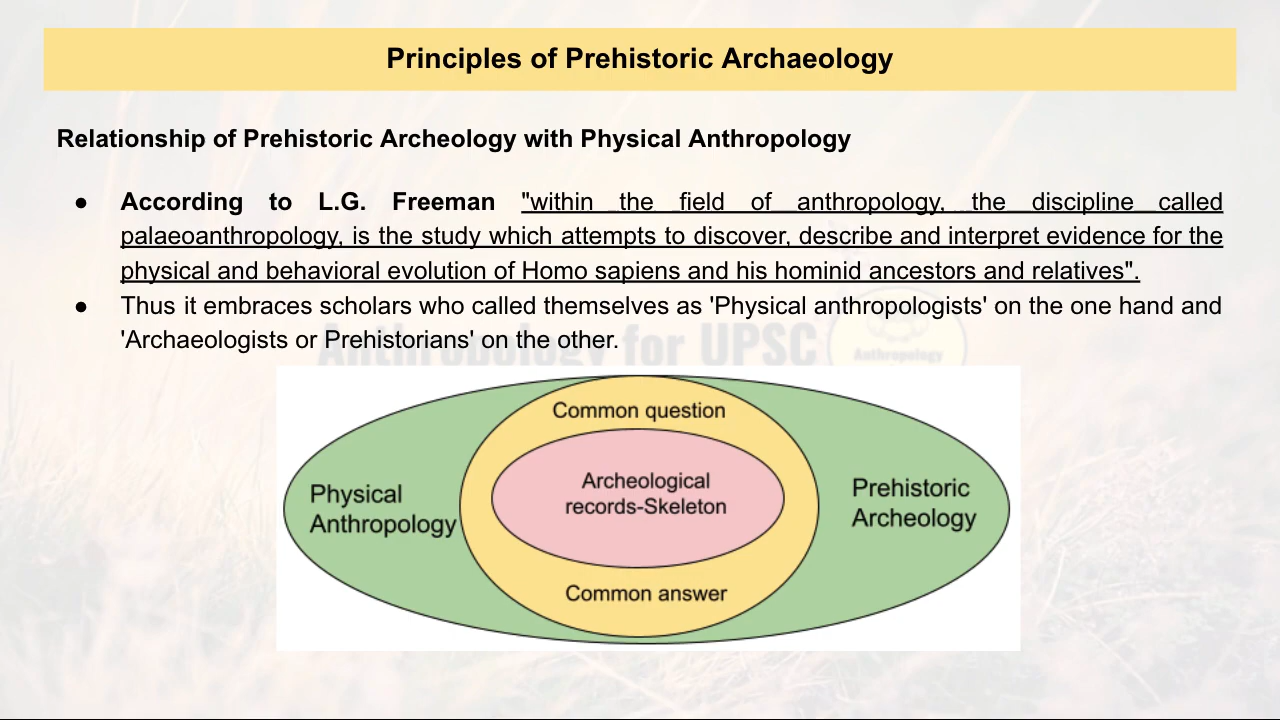 Principles of Prehistoric Archaeology
Relationship of Prehistoric Archeology with Physical Anthropology
● According to L.G. Freeman "within the field of anthropology, the discipline called
palaeoanthropology, is the study which attempts to discover, describe and interpret evidence for the
physical and behavioral evolution of Homo sapiens and his hominid ancestors and relatives".
● Thus it embraces scholars who called themselves as 'Physical anthropologists' on the one hand and
'Archaeologists or Prehistorians' on the other.
Anthropology for UPSC
Anthropology
Common question
Archeological
records-Skeleton
Physical
Anthropology
Prehistoric
Archeology
Common answer